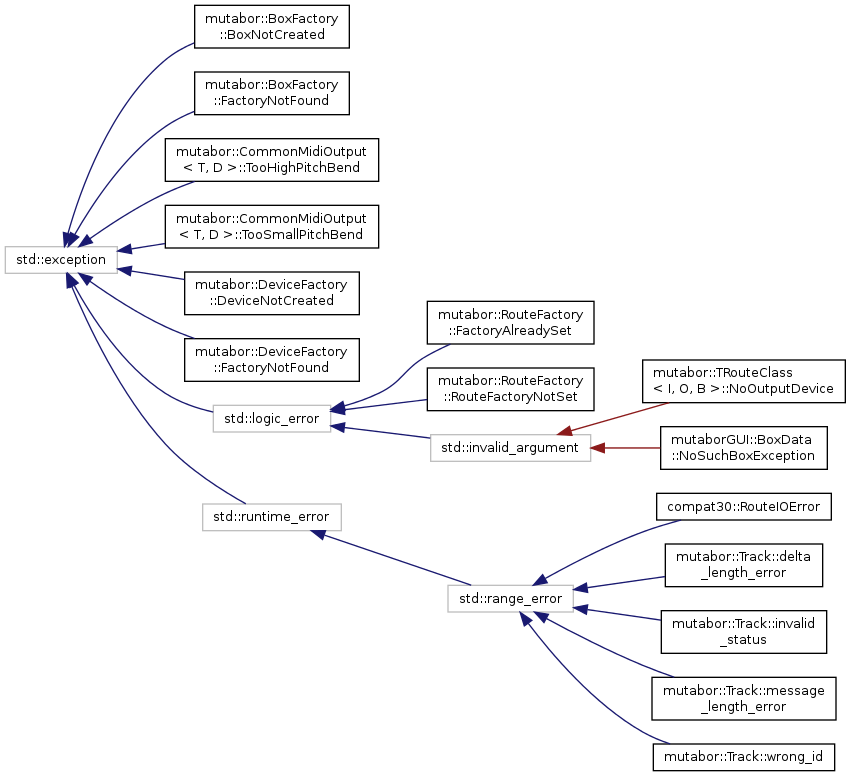 mutabor::BoxFactory
::BoxNotCreated
mutabor::BoxFactory
::FactoryNotFound
mutabor::CommonMidiOutput
< T, D >::TooHighPitchBend
mutabor::CommonMidiOutput
< T, D >::TooSmallPitchBend
std::exception
mutabor::DeviceFactory
::DeviceNotCreated
mutabor::DeviceFactory
::FactoryNotFound
std::logic_error
mutabor::RouteFactory
::FactoryAlreadySet
mutabor::RouteFactory
::RouteFactoryNotSet
std::invalid_argument
mutabor::TRouteClass
< I, O, B >::NoOutputDevice
mutaborGUI::BoxData
::NoSuchBoxException
std::runtime_error
std::range_error
compat30::RouteIOError
mutabor::Track::delta
_length_error
mutabor::Track::invalid
_status
mutabor::Track::message
_length_error
mutabor::Track::wrong_id